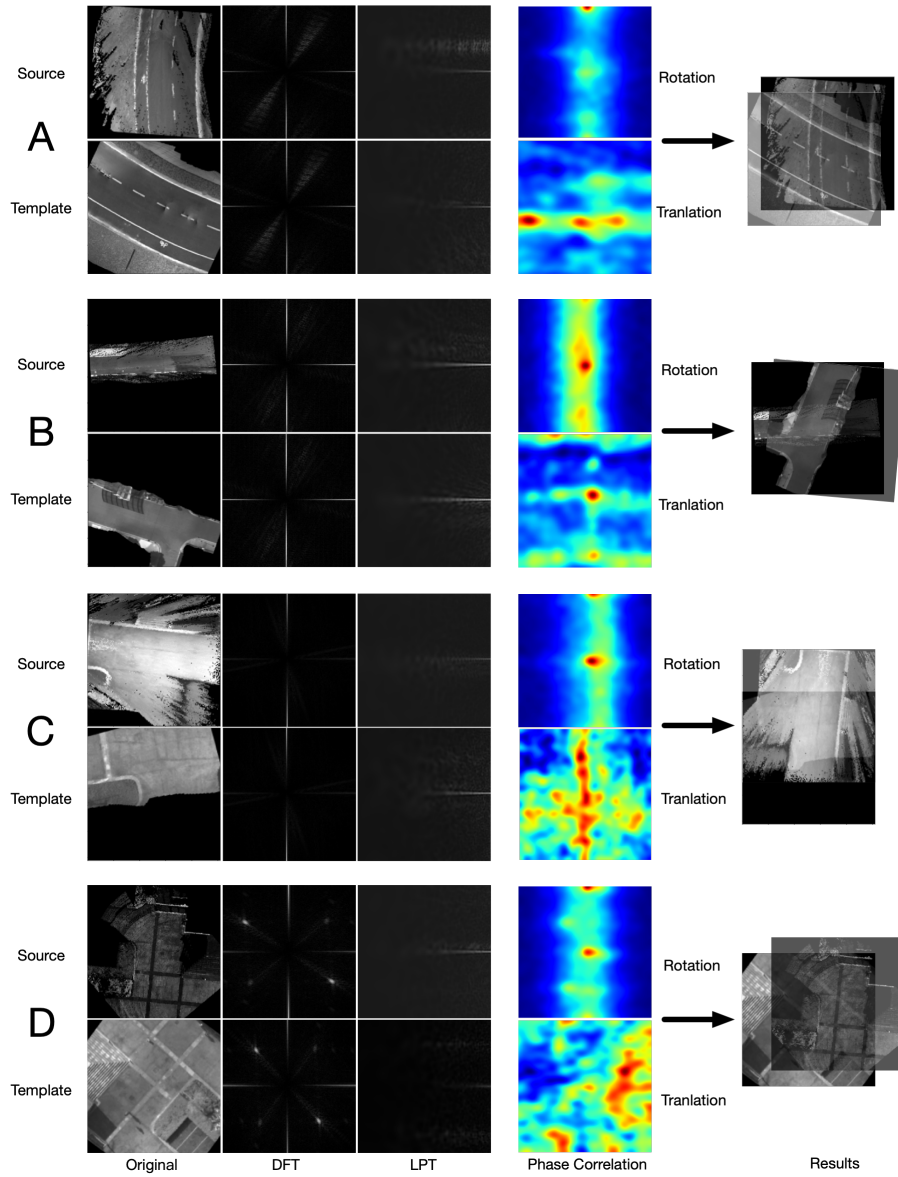 Source
Rotation
A
Template
Tranlation
Source
Rotation
B
Template
Tranlation
Source
Rotation
C
Template
Tranlation
Source
Rotation
D
Template
Tranlation
Original
DFT
LPT
Phase Correlation
Results